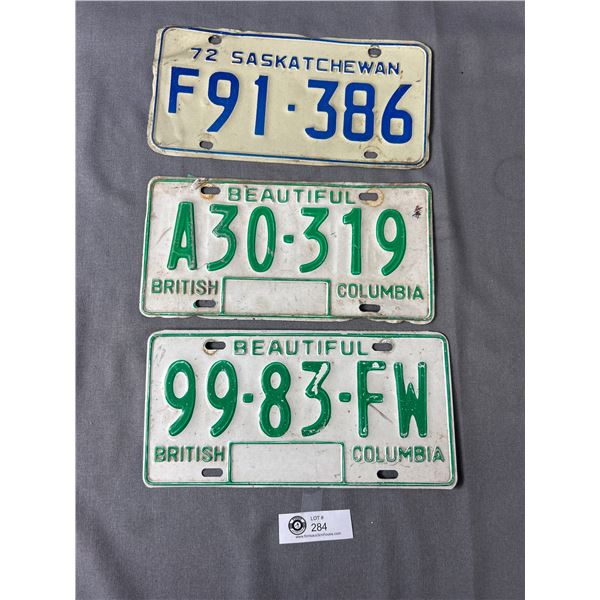 72 SASKATCHEWAN
F91-386
BEAUTIFUL
A30-319
BRITISH COLUMBIA
BEAUTIFUL
99-83-FW
BRITISH COLUMBIA
LOT #
284